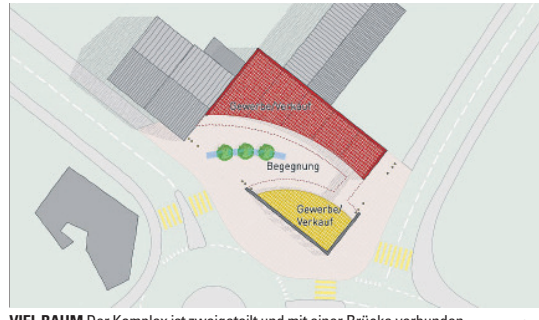 Gewerbe/Verkauf
Begegnung
Gewerbe/
Verkauf
VIEL RAUM Der Komplex ist zweigeteilt und mit einer Brücke verbunden.